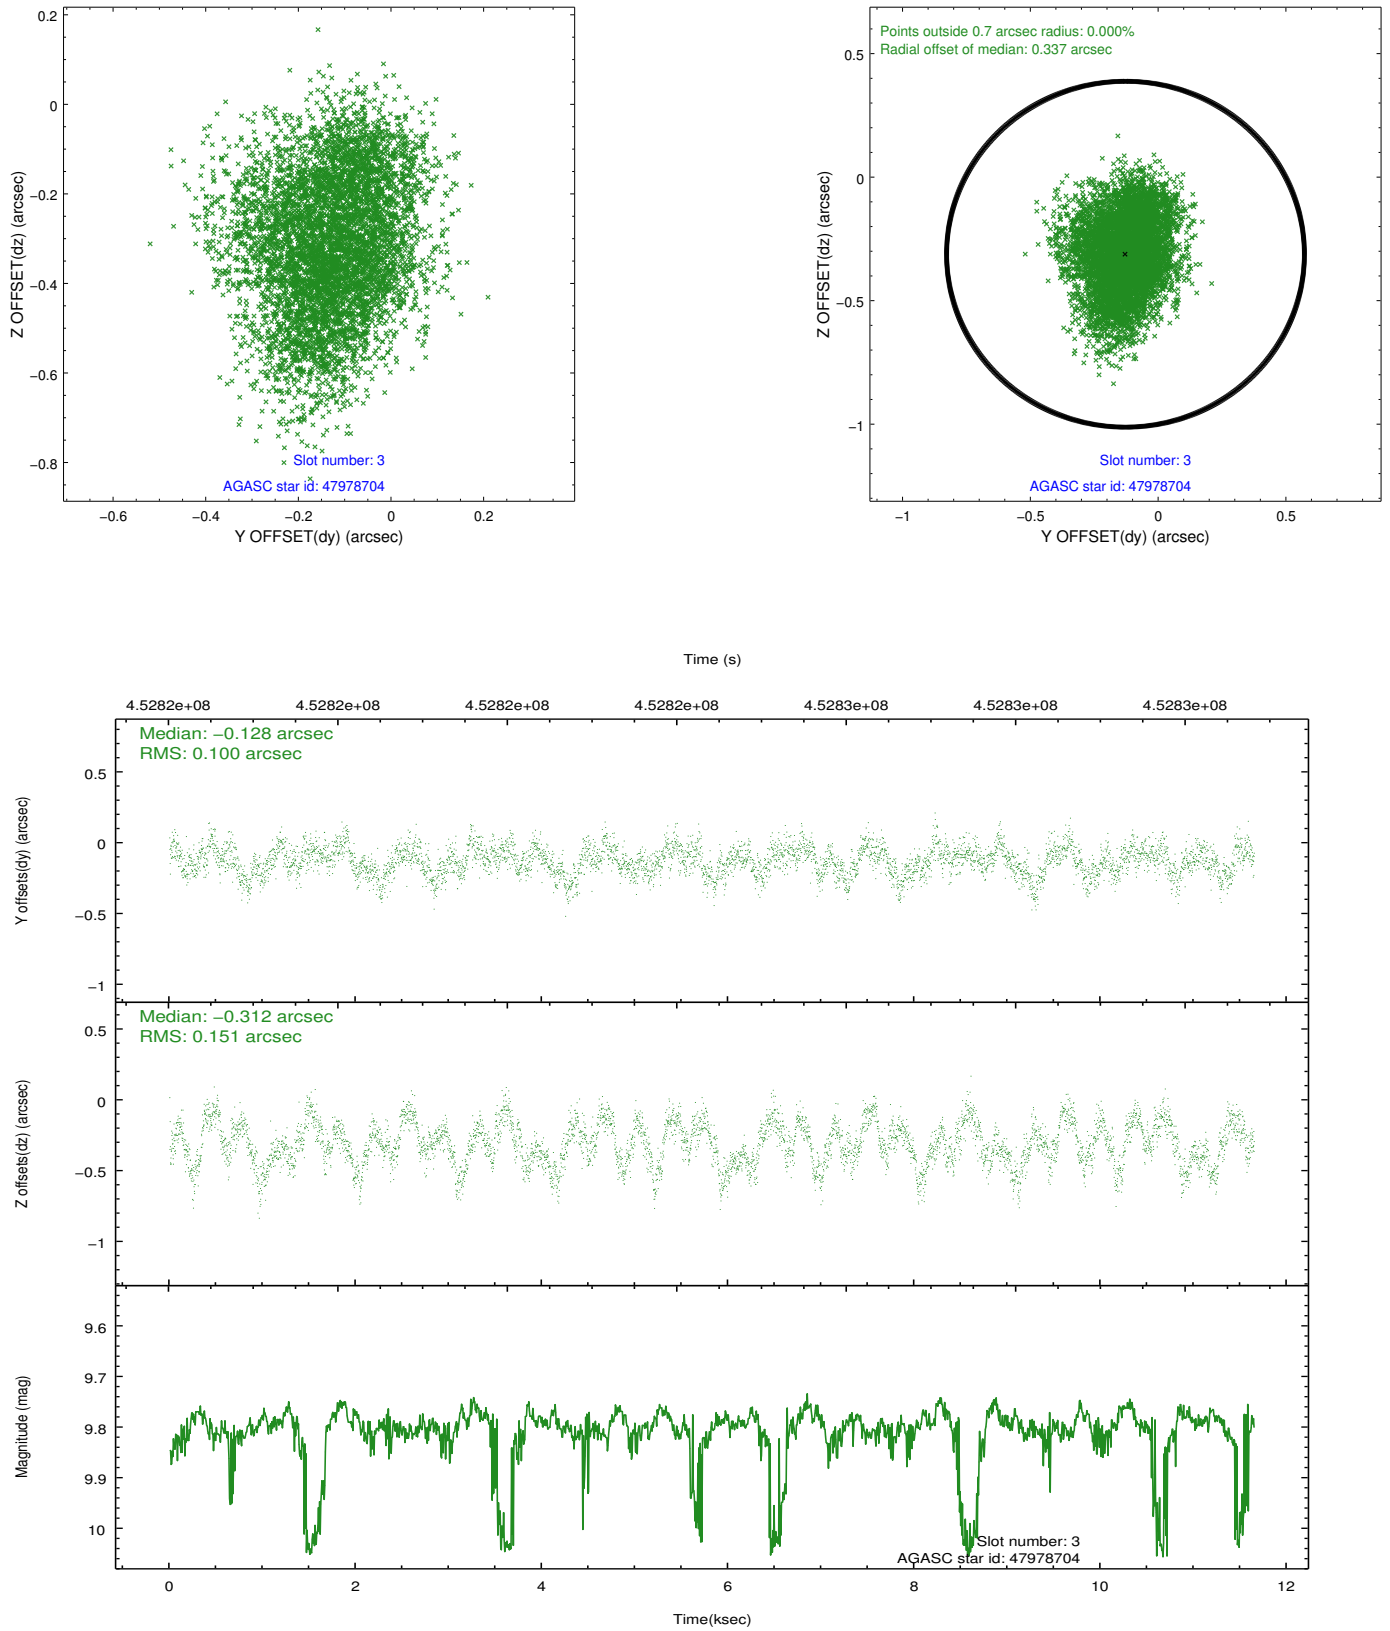 0.2
0
−0.2
−0.4
−0.6
−0.8
Z OFFSET(dz) (arcsec)
Slot number: 3
AGASC star id: 47978704
−0.6
−0.4
−0.2
0
0.2
Y OFFSET(dy) (arcsec)
Points outside 0.7 arcsec radius: 0.000%
Radial offset of median: 0.337 arcsec
0.5
0
−0.5
−1
Z OFFSET(dz) (arcsec)
Slot number: 3
AGASC star id: 47978704
−1
−0.5
0
0.5
Y OFFSET(dy) (arcsec)
Time (s)
4.5282e+08 4.5282e+08 4.5282e+08 4.5282e+08 4.5283e+08 4.5283e+08 4.5283e+08
Median: −0.128 arcsec
RMS: 0.100 arcsec
0.5
0
−0.5
−1
Y offsets(dy) (arcsec)
Median: −0.312 arcsec
RMS: 0.151 arcsec
0.5
0
−0.5
−1
Z offsets(dz) (arcsec)
9.6
9.7
9.8
9.9
10
Magnitude (mag)
Slot number: 3
AGASC star id: 47978704
0 2 4 6 8 10 12
Time(ksec)